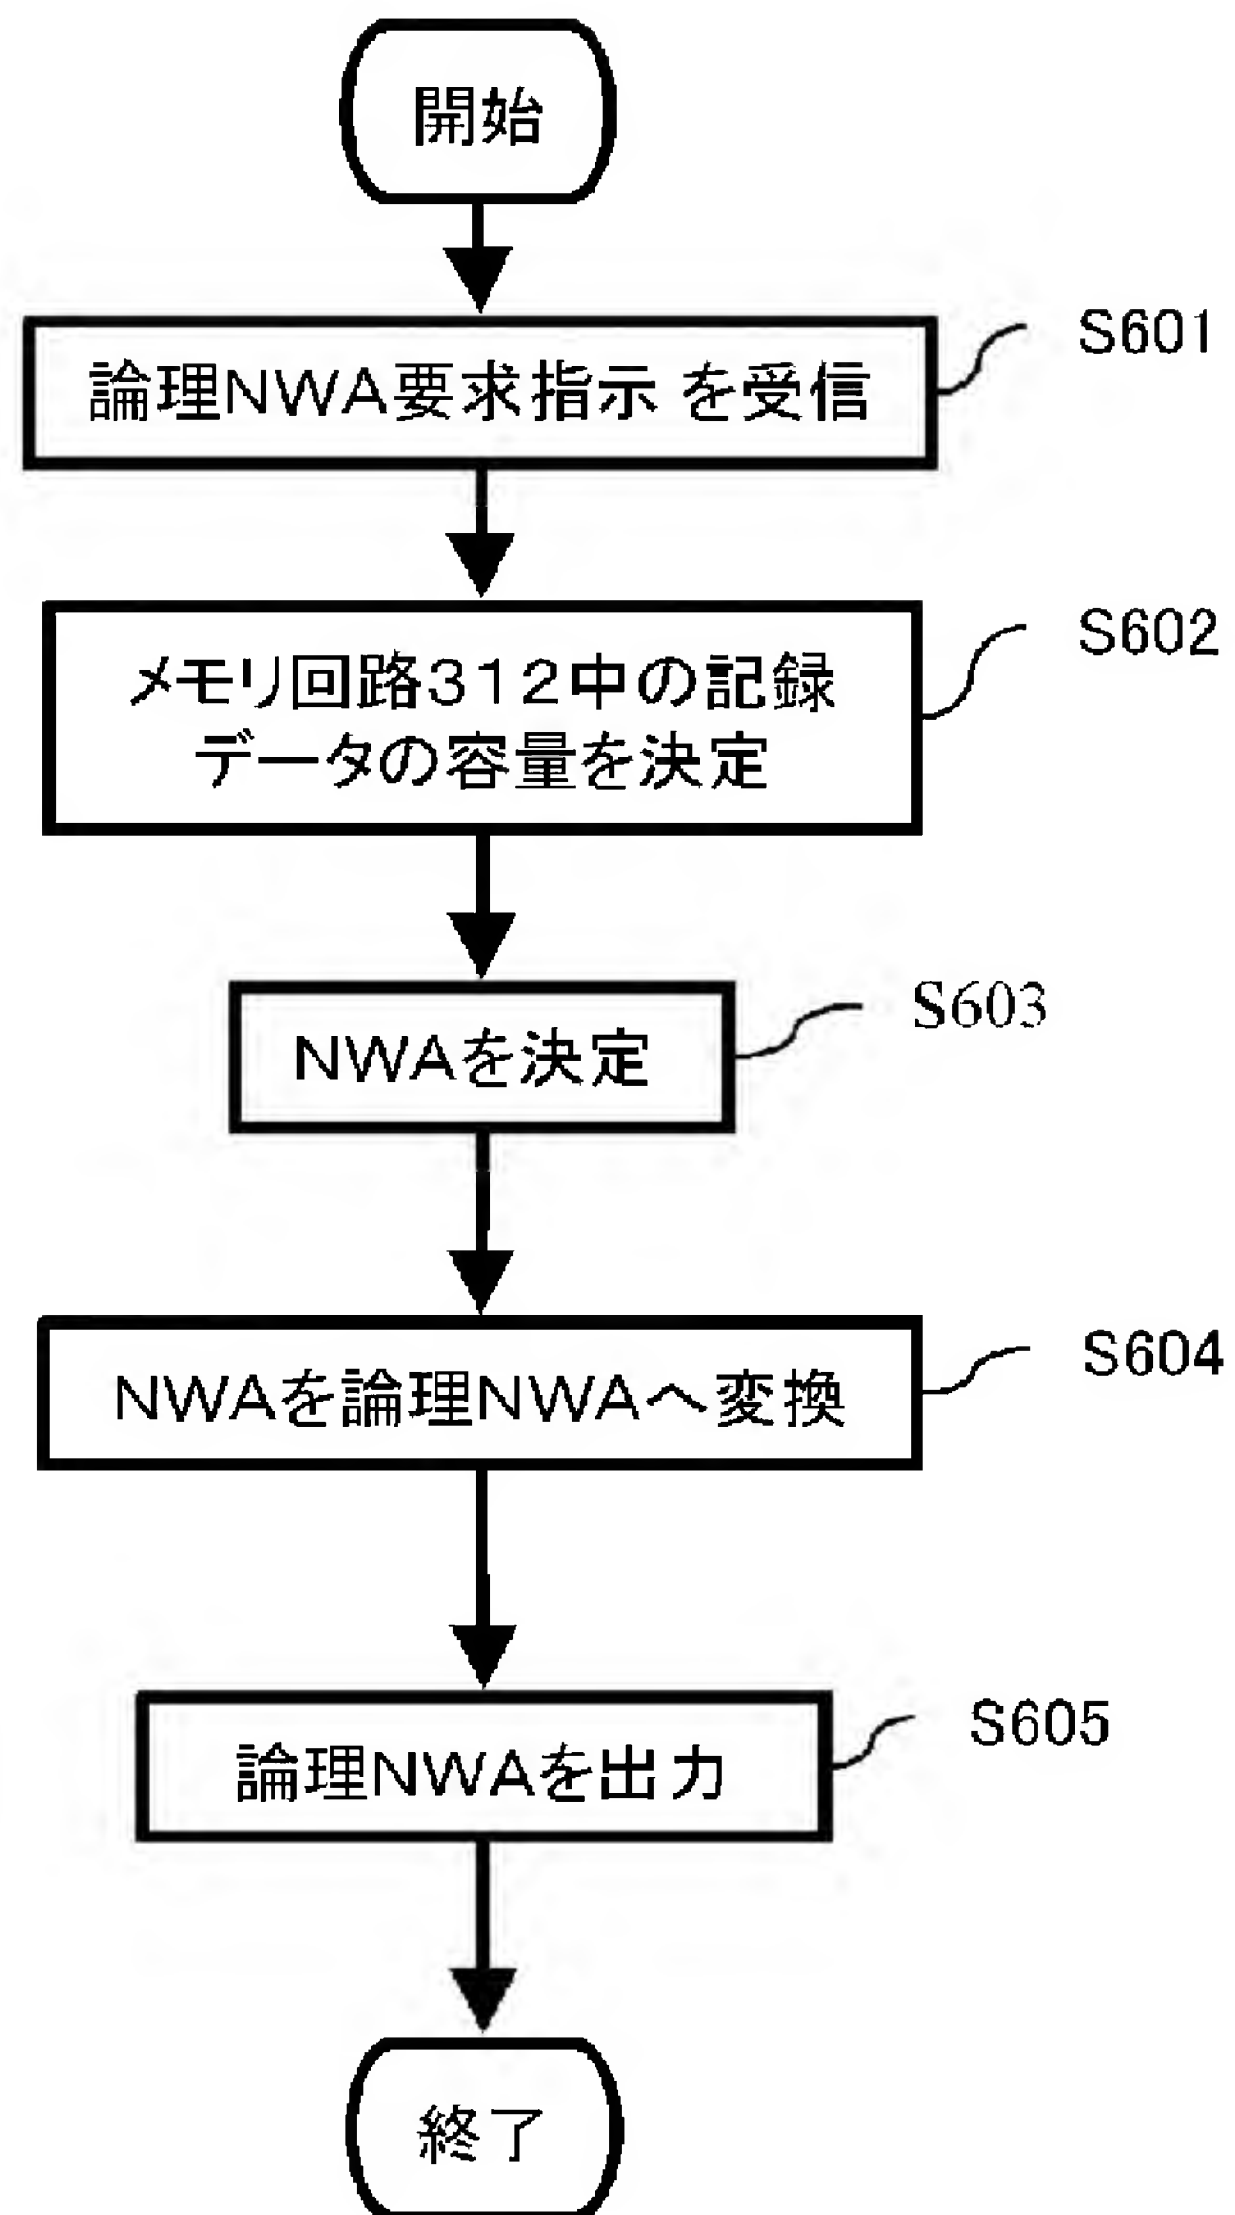 開始
論理NWA要求指示 を受信
S601
メモリ回路312中の記録
データの容量を決定
S602
NWAを決定
S603
NWAを論理NWAへ変換
S604
論理NWAを出力
S605
終了